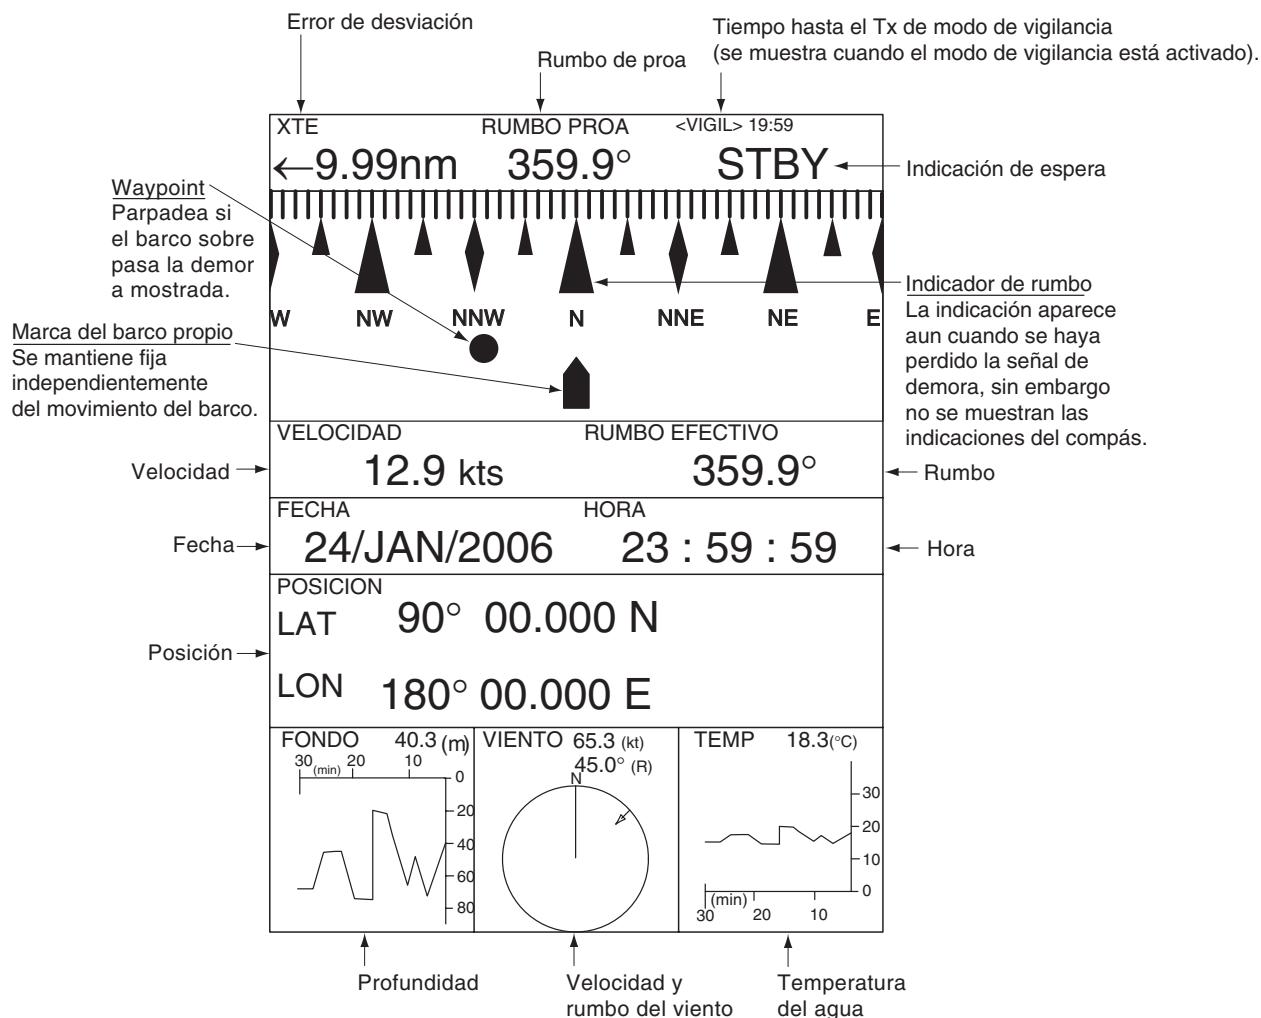 Error de desviación
Rumbo de proa
Tiempo hasta el Tx de modo de vigilancia
(se muestra cuando el modo de vigilancia está activado).
XTE
RUMBO PROA
<VIGIL> 19:59
←9.99nm
359.9°
STBY
Indicación de espera
Waypoint
Parpadea si
el barco sobre
pasa la demor
a mostrada.
Indicador de rumbo
La indicación aparece
aun cuando se haya
perdido la señal de
demora, sin embargo
no se muestran las
indicaciones del compás.
W NW NNW N NNE NE E
Marca del barco propio
Se mantiene fija
independientemente
del movimiento del barco.
VELOCIDAD
RUMBO EFECTIVO
Velocidad
12.9 kts
359.9°
Rumbo
FECHA
HORA
Fecha
24/JAN/2006
23 : 59 : 59
Hora
POSICION
LAT 90° 00.000 N
Posición
LON 180° 00.000 E
FONDO 40.3 (m)
30 (min) 20 10
0
20
40
60
80
VIENTO 65.3 (kt)
45.0° (R)
N
TEMP 18.3(°C)
30
20
10
0
(min)
30 20 10
Profundidad
Velocidad y
rumbo del viento
Temperatura
del agua